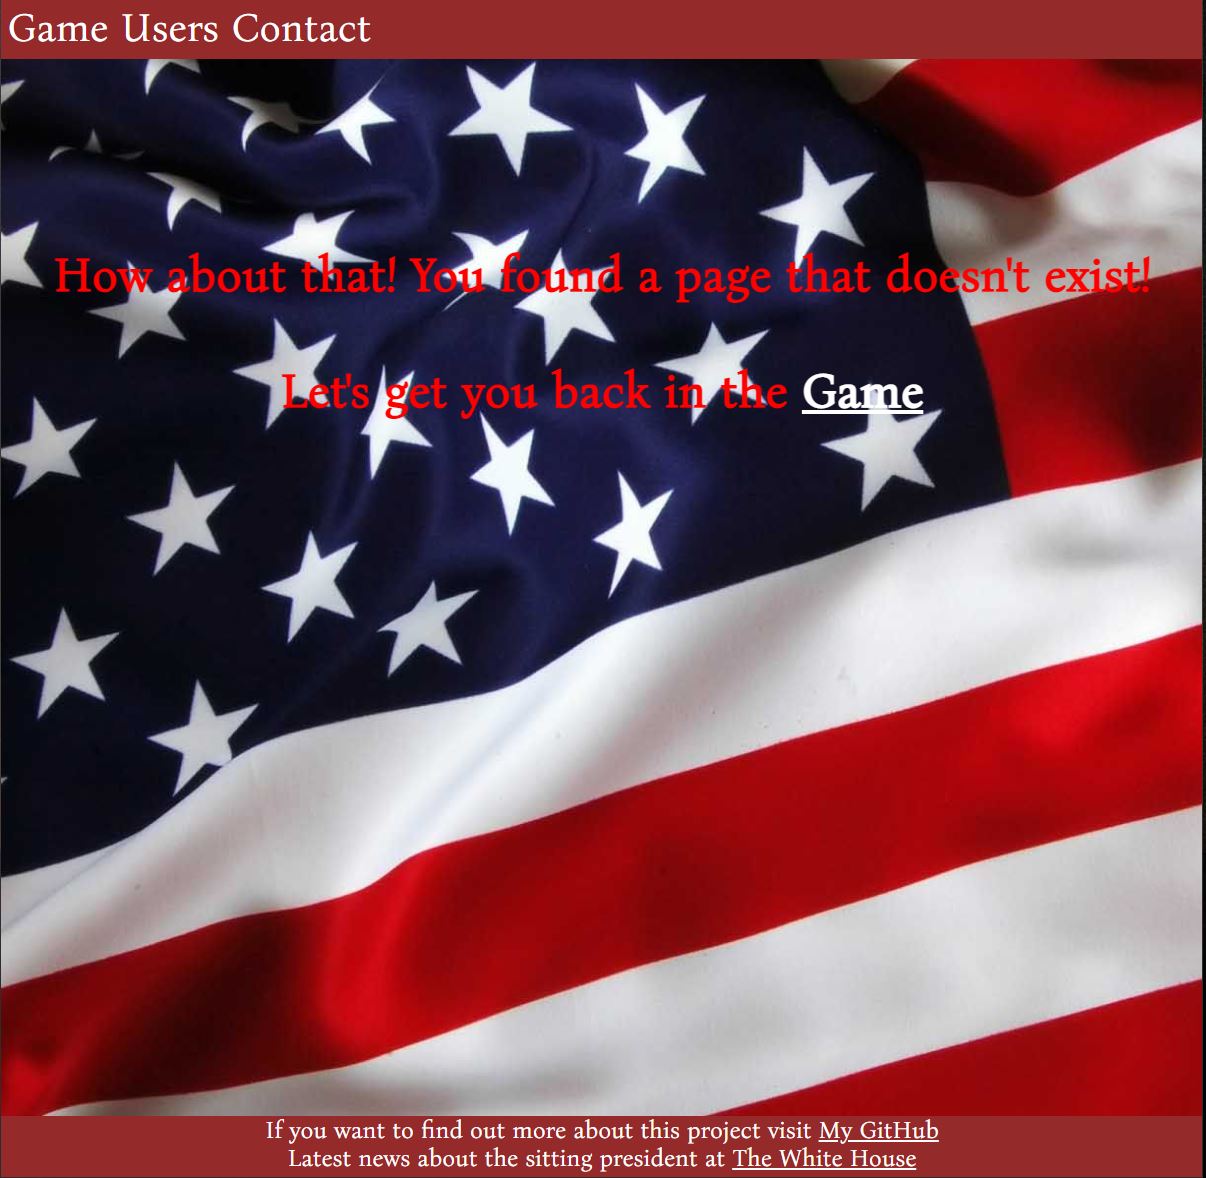 Game Users Contact
How about that! You found a page that doesn't exist!
Let's get you back in the Game
If you want to find out more about this project visit My GitHub
Latest news about the sitting president at The White House